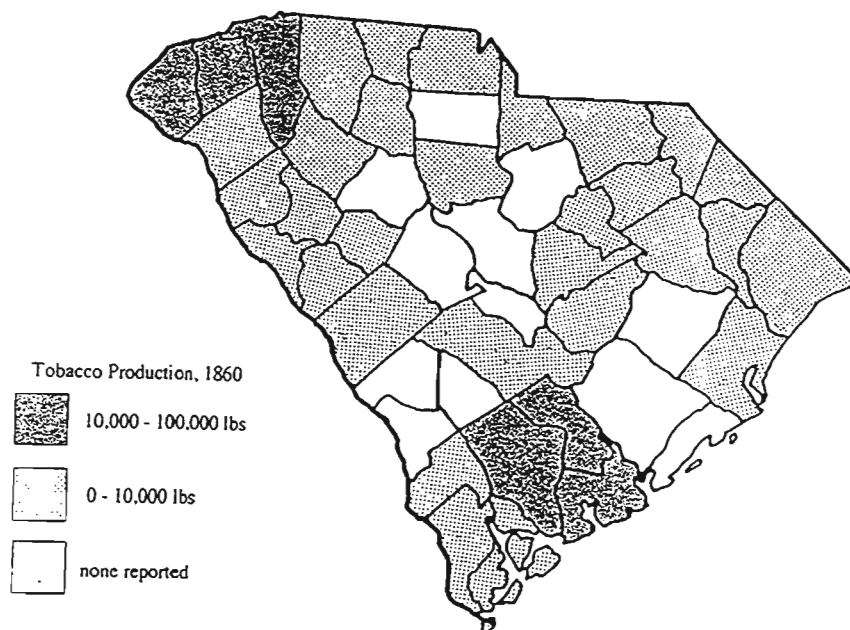 Tobacco Production, 1860
10,000 - 100,000 lbs
0 - 10,000 lbs
none reported